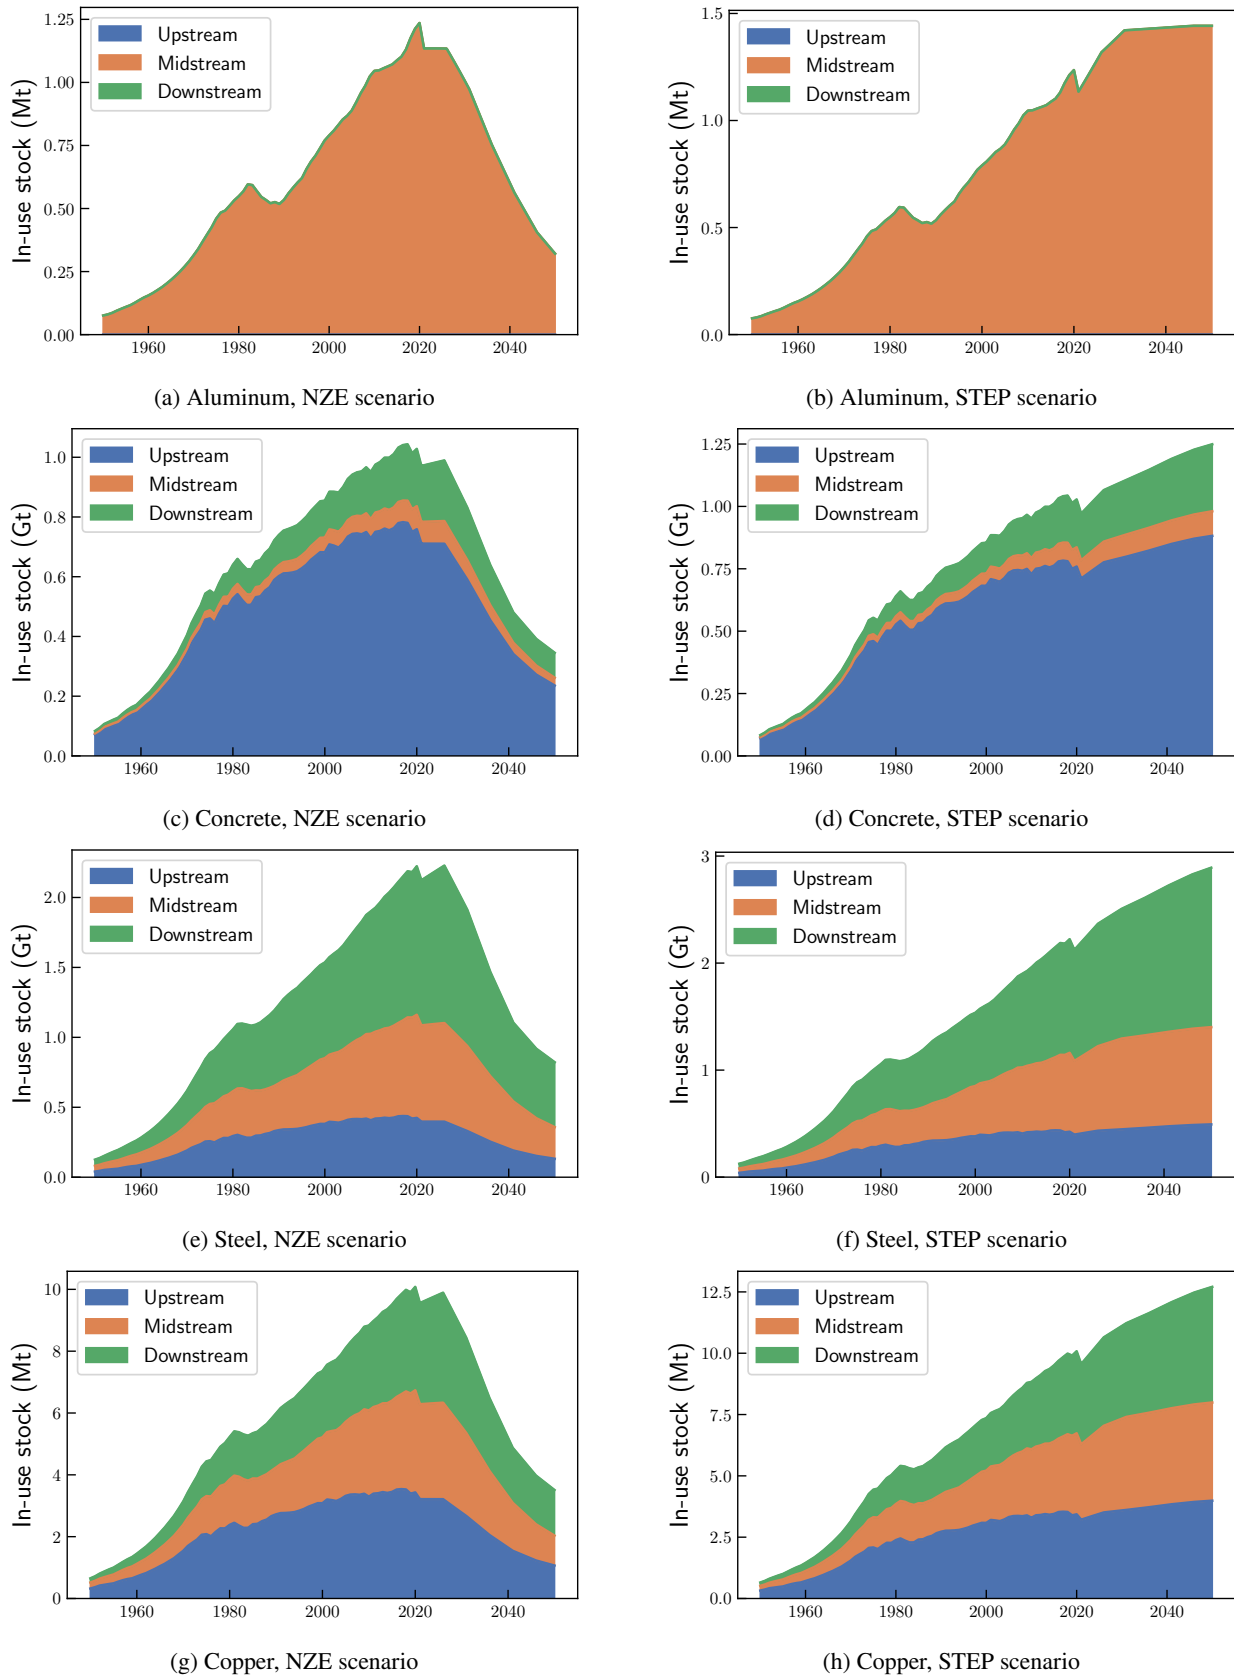 In-use stock (Mt)
1.25
1.00
0.75
0.50
0.25
0.00
Upstream
Midstream
Downstream
1960 1980 2000 2020 2040
(a) Aluminum, NZE scenario
In-use stock (Mt)
1.5
1.0
0.5
0.0
Upstream
Midstream
Downstream
1960 1980 2000 2020 2040
(b) Aluminum, STEP scenario
In-use stock (Gt)
1.0
0.8
0.6
0.4
0.2
0.0
Upstream
Midstream
Downstream
1960 1980 2000 2020 2040
(c) Concrete, NZE scenario
In-use stock (Gt)
1.25
1.00
0.75
0.50
0.25
0.00
Upstream
Midstream
Downstream
1960 1980 2000 2020 2040
(d) Concrete, STEP scenario
In-use stock (Gt)
2.0
1.5
1.0
0.5
0.0
Upstream
Midstream
Downstream
1960 1980 2000 2020 2040
(e) Steel, NZE scenario
In-use stock (Gt)
3
2
1
0
Upstream
Midstream
Downstream
1960 1980 2000 2020 2040
(f) Steel, STEP scenario
In-use stock (Mt)
10
8
6
4
2
0
Upstream
Midstream
Downstream
1960 1980 2000 2020 2040
(g) Copper, NZE scenario
In-use stock (Mt)
12.5
10.0
7.5
5.0
2.5
0.0
Upstream
Midstream
Downstream
1960 1980 2000 2020 2040
(h) Copper, STEP scenario